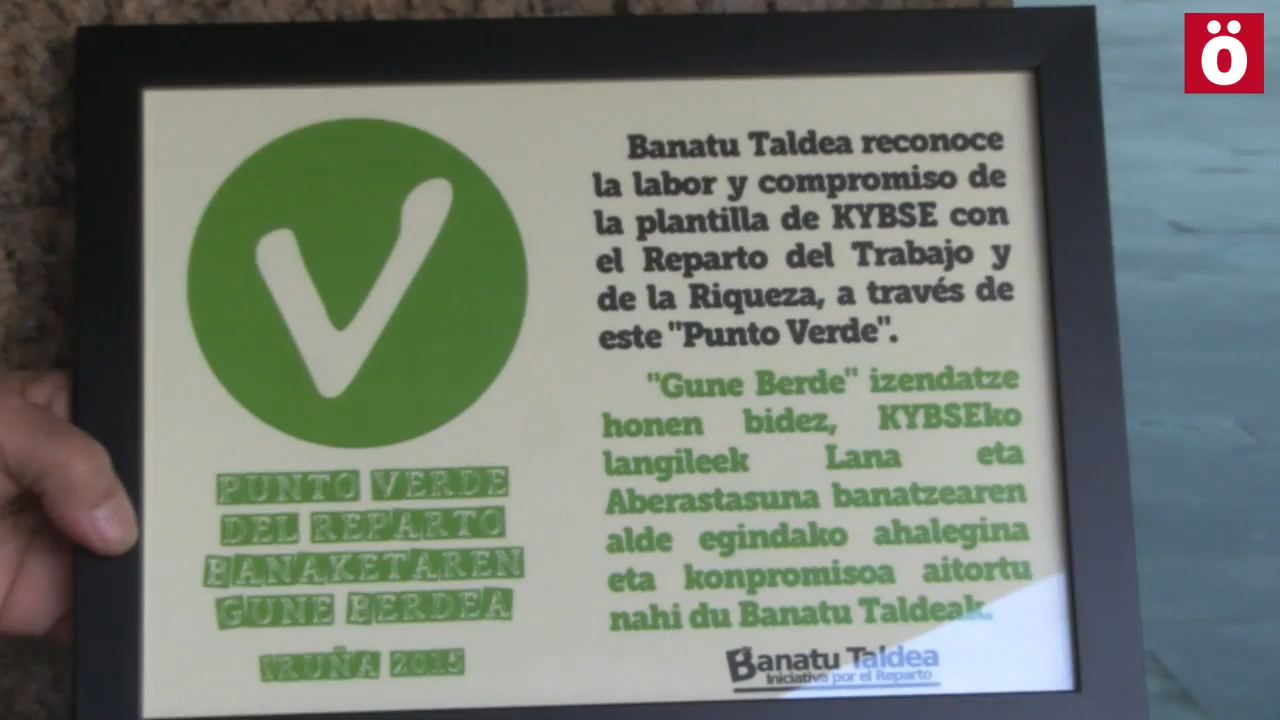 Ö
Banatu Taldea reconoce
la labor y compromiso de
la plantilla de KYBSE con
el Reparto del Trabajo y
de la Riqueza, a través de
este "Punto Verde".
"Gune Berde" izendatze
honen bidez, KYBSEko
langileek Lana eta
Aberastasuna banatzearen
alde egindako ahalegina
eta konpromisoa aitortu
nahi du Banatu Taldeak.
Banatu Taldea
Iniciativa por el Reparto
PUNTO VERDE
DEL REPARTO
BANAKETAREN
GUNE BERDEA
IRUÑA 2015